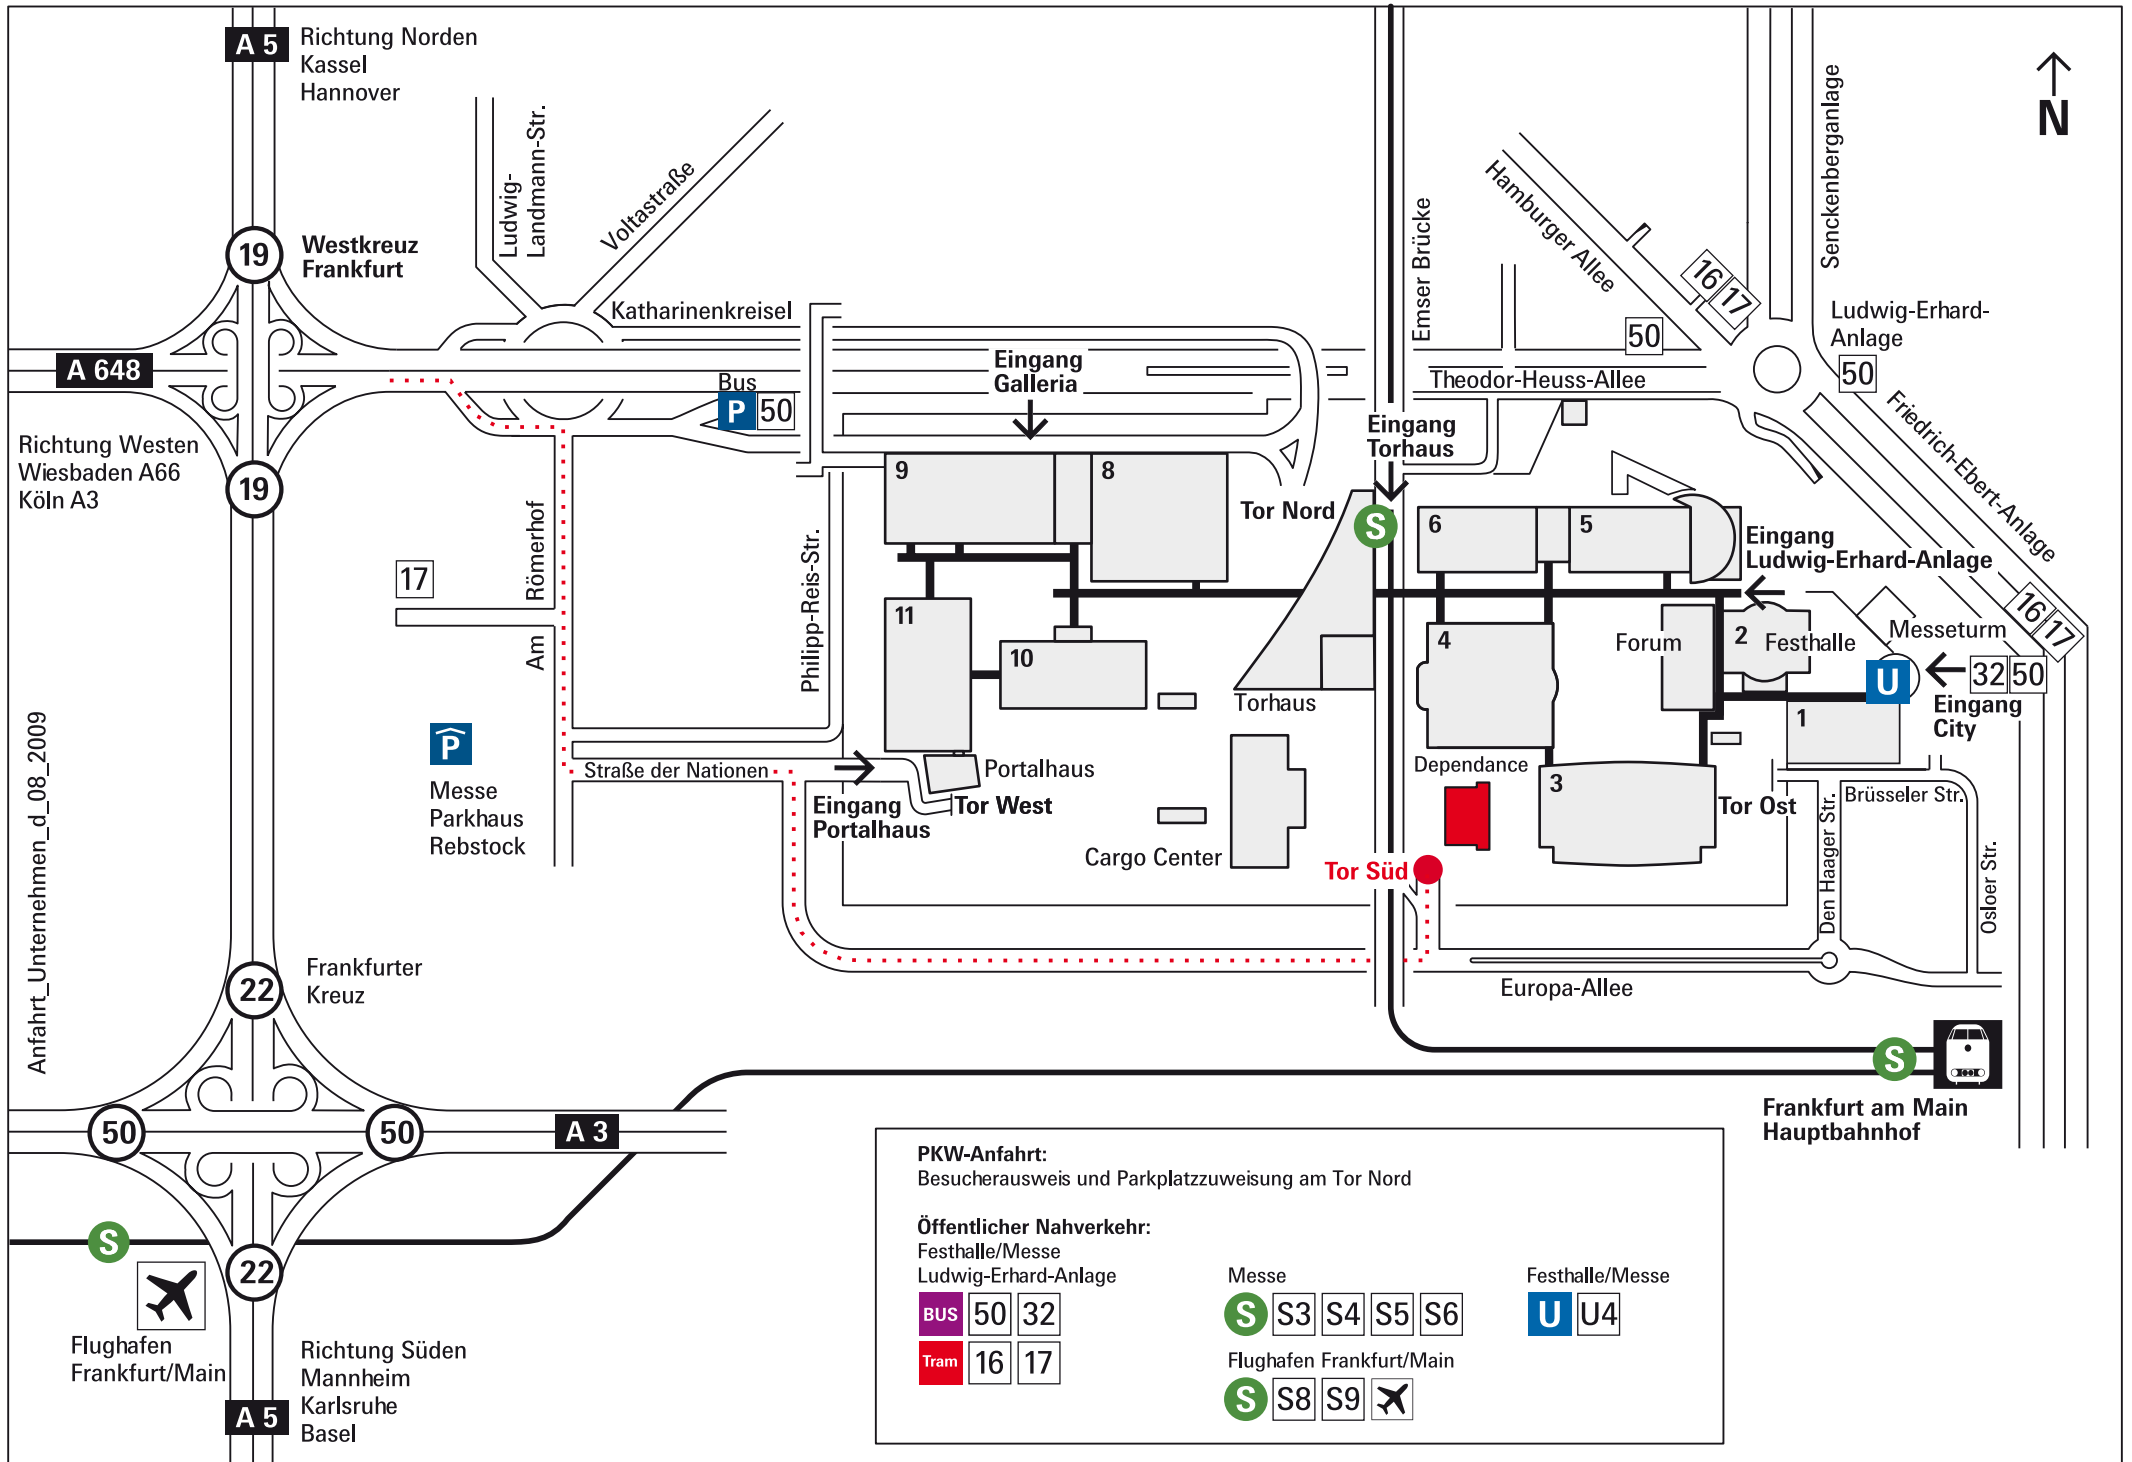 A 5
Richtung Norden
Kassel
Hannover
N
Ludwig-
Landmann-Str.
Voltastraße
Emser Brücke
Hamburger Allee
Senckenberganlage
16
17
19
Westkreuz
Frankfurt
Katharinenkreisel
50
Ludwig-Erhard-
Anlage
50
A 648
Bus
P
50
Eingang
Galleria
Theodor-Heuss-Allee
Friedrich-Ebert-Anlage
Eingang
Torhaus
Richtung Westen
Wiesbaden A66
Köln A3
19
9
8
Tor Nord
S
6
5
Eingang
Ludwig-Erhard-Anlage
17
Am Römerhof
Philipp-Reis-Str.
11
10
Torhaus
4
Forum
2
Festhalle
Messeturm
16
17
U
32
50
Eingang
City
1
P
Messe
Parkhaus
Rebstock
Straße der Nationen
Eingang
Portalhaus
Portalhaus
Tor West
Cargo Center
Dependance
3
Tor Ost
Brüsseler Str.
Den Haager Str.
Osloer Str.
Tor Süd
Europa-Allee
Anfahrt_Unternehmen_d_08_2009
22
Frankfurter
Kreuz
50
50
A 3
S
Frankfurt am Main
Hauptbahnhof
S
22
Flughafen
Frankfurt/Main
Richtung Süden
Mannheim
Karlsruhe
Basel
A 5
PKW-Anfahrt:
Besucherausweis und Parkplatzzuweisung am Tor Nord
Öffentlicher Nahverkehr:
Festhalle/Messe
Ludwig-Erhard-Anlage
BUS 50 32
Tram 16 17
Messe
S S3 S4 S5 S6
Flughafen Frankfurt/Main
S S8 S9
Festhalle/Messe
U U4